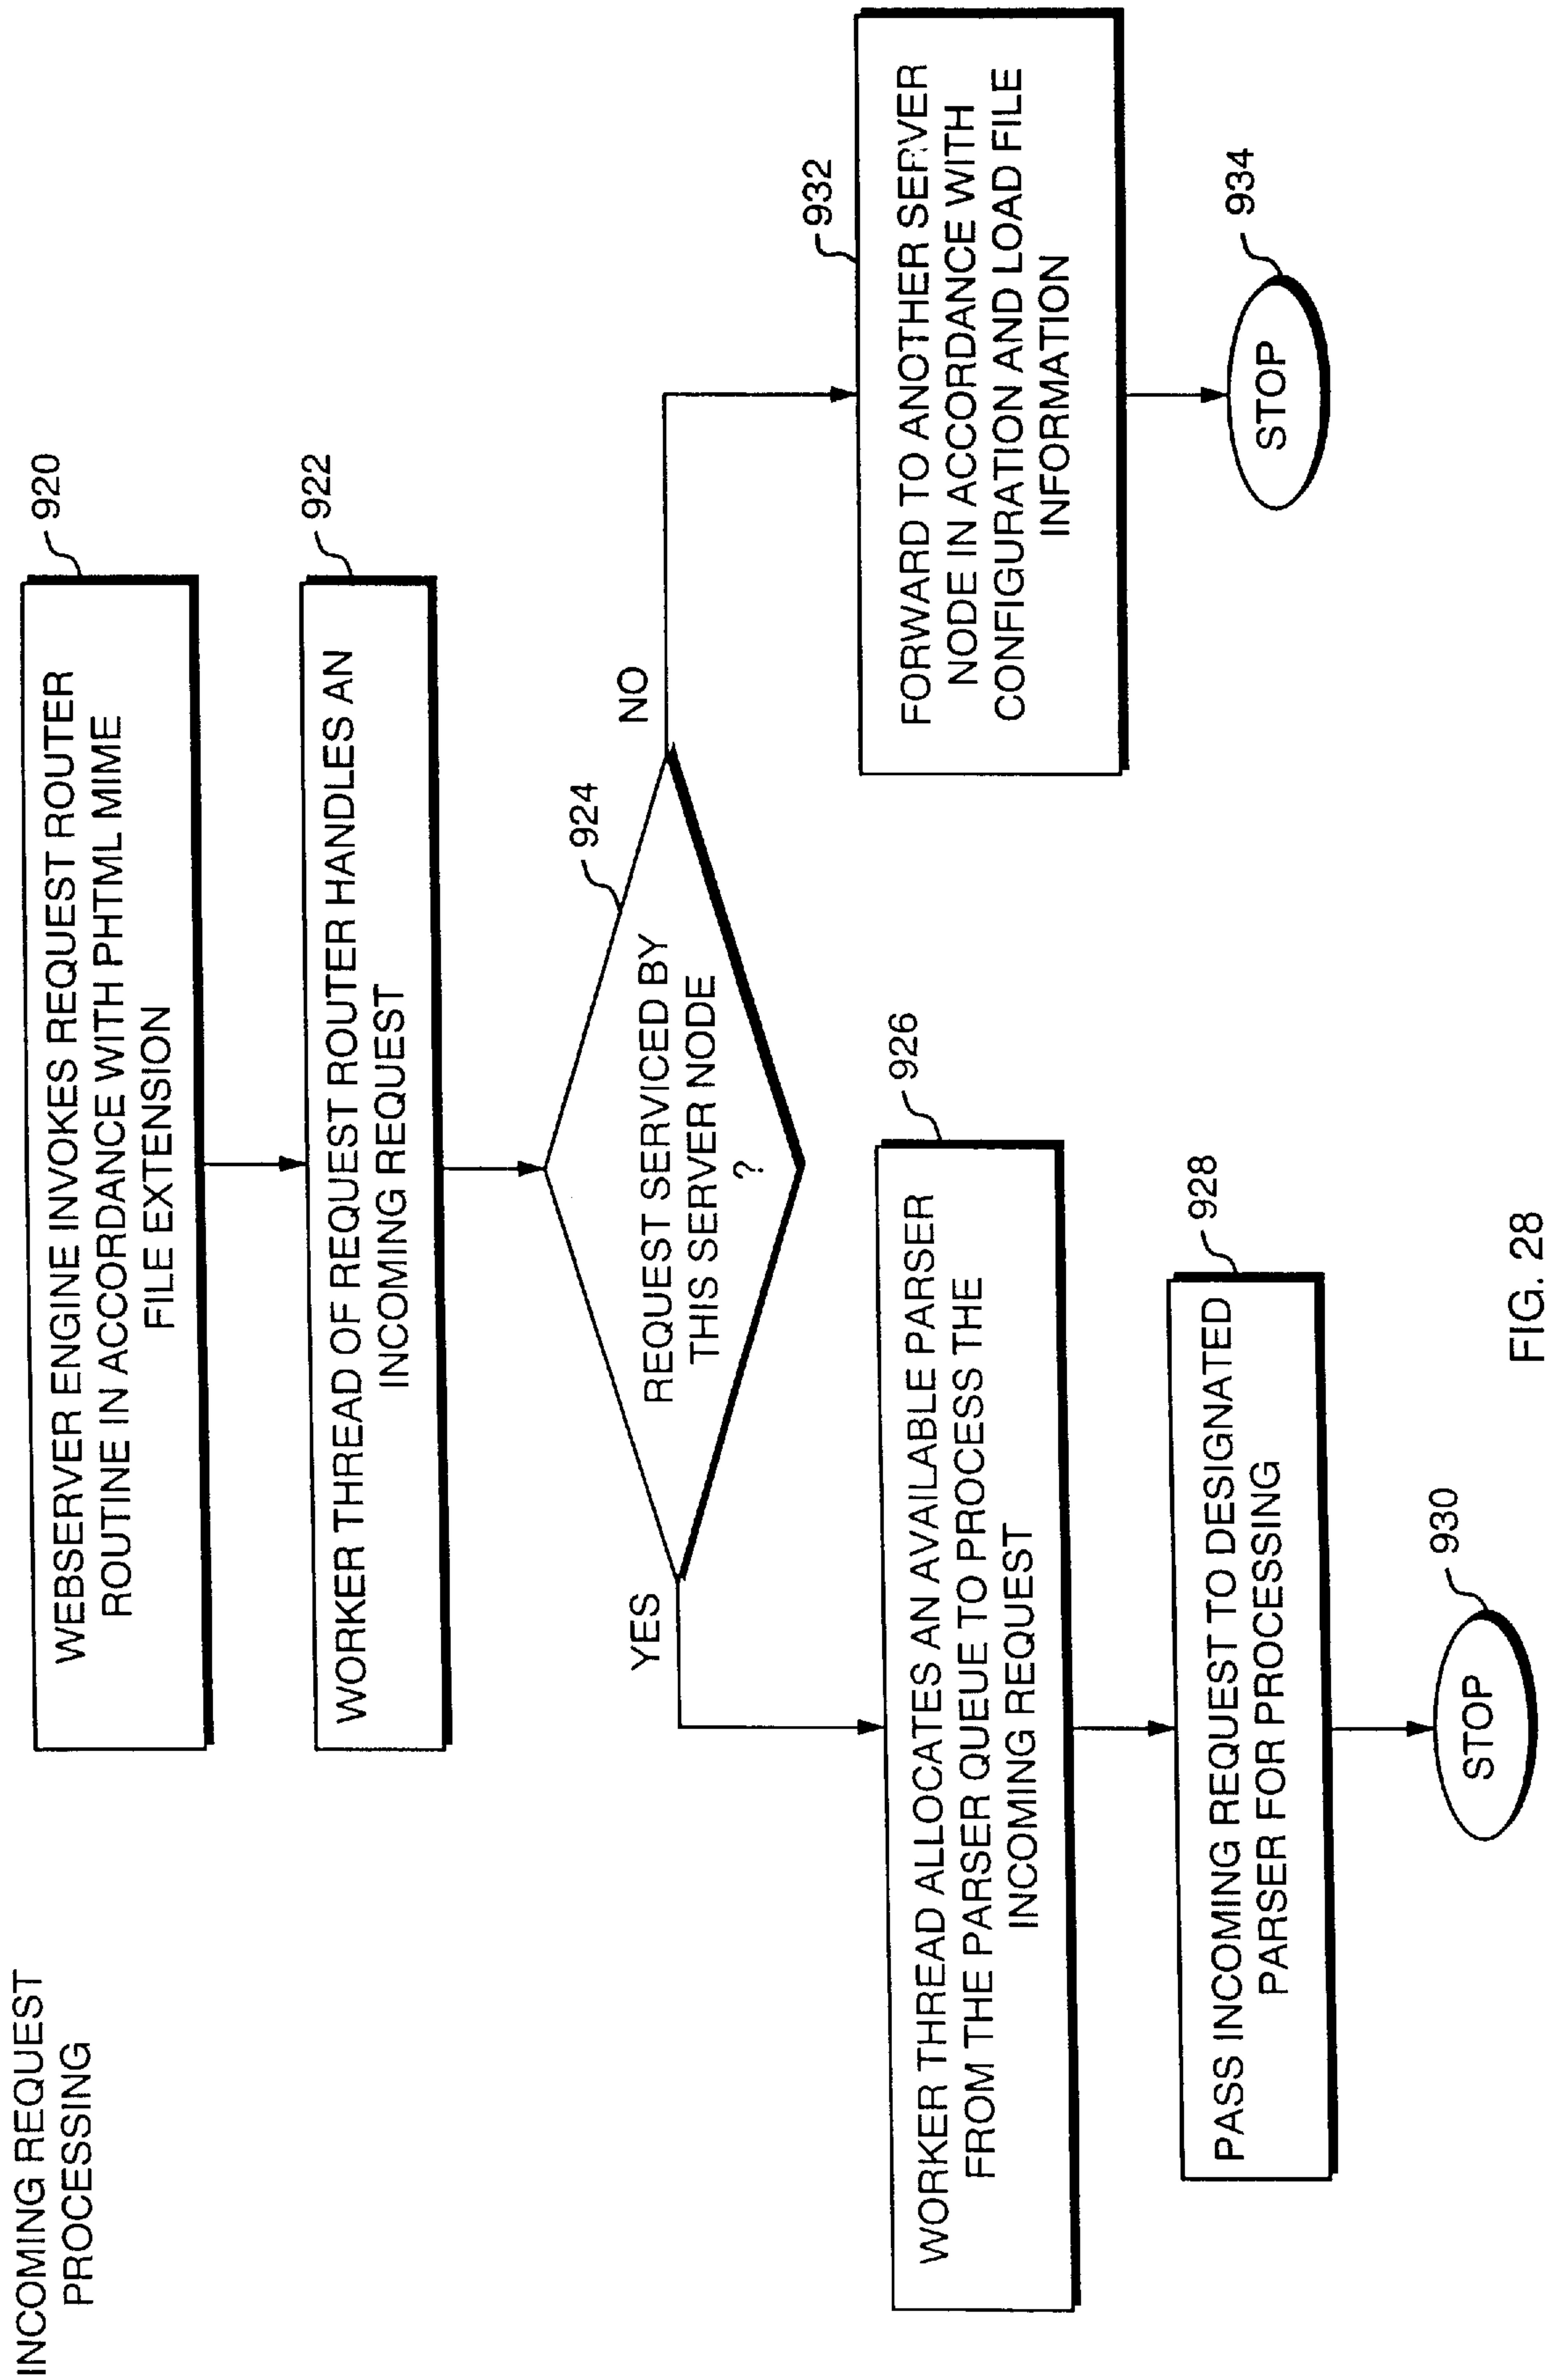 INCOMING REQUEST
PROCESSING
920
WEBSERVER ENGINE INVOKES REQUEST ROUTER
ROUTINE IN ACCORDANCE WITH PHTML MIME
FILE EXTENSION
922
WORKER THREAD OF REQUEST ROUTER HANDLES AN
INCOMING REQUEST
924
REQUEST SERVICED BY
THIS SERVER NODE
?
YES
NO
926
WORKER THREAD ALLOCATES AN AVAILABLE PARSER
FROM THE PARSER QUEUE TO PROCESS THE
INCOMING REQUEST
928
PASS INCOMING REQUEST TO DESIGNATED
PARSER FOR PROCESSING
930
STOP
932
FORWARD TO ANOTHER SERVER
NODE IN ACCORDANCE WITH
CONFIGURATION AND LOAD FILE
INFORMATION
934
STOP
FIG. 28